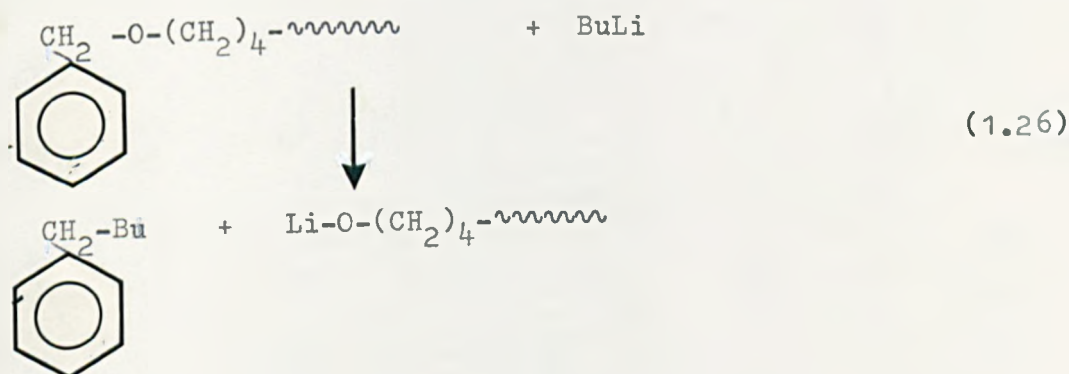 CH2 -O-(CH2)4- + BuLi
(1.26)
CH2-Bu + Li-O-(CH2)4-